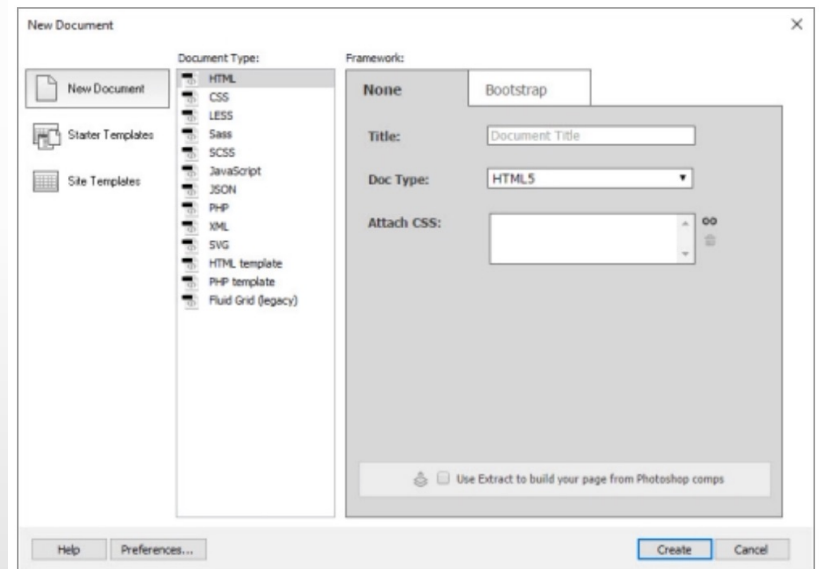 New Document
Document Type:
Framework:
New Document
Starter Templates
Site Templates
HTML
CSS
LESS
Sass
SCSS
JavaScript
JSON
PHP
XML
SVG
HTML template
PHP template
Fluid Grid (legacy)
None
Bootstrap
Title:
Document Title
Doc Type:
HTML5
Attach CSS:
Use Extract to build your page from Photoshop comps
Help
Preferences...
Create
Cancel